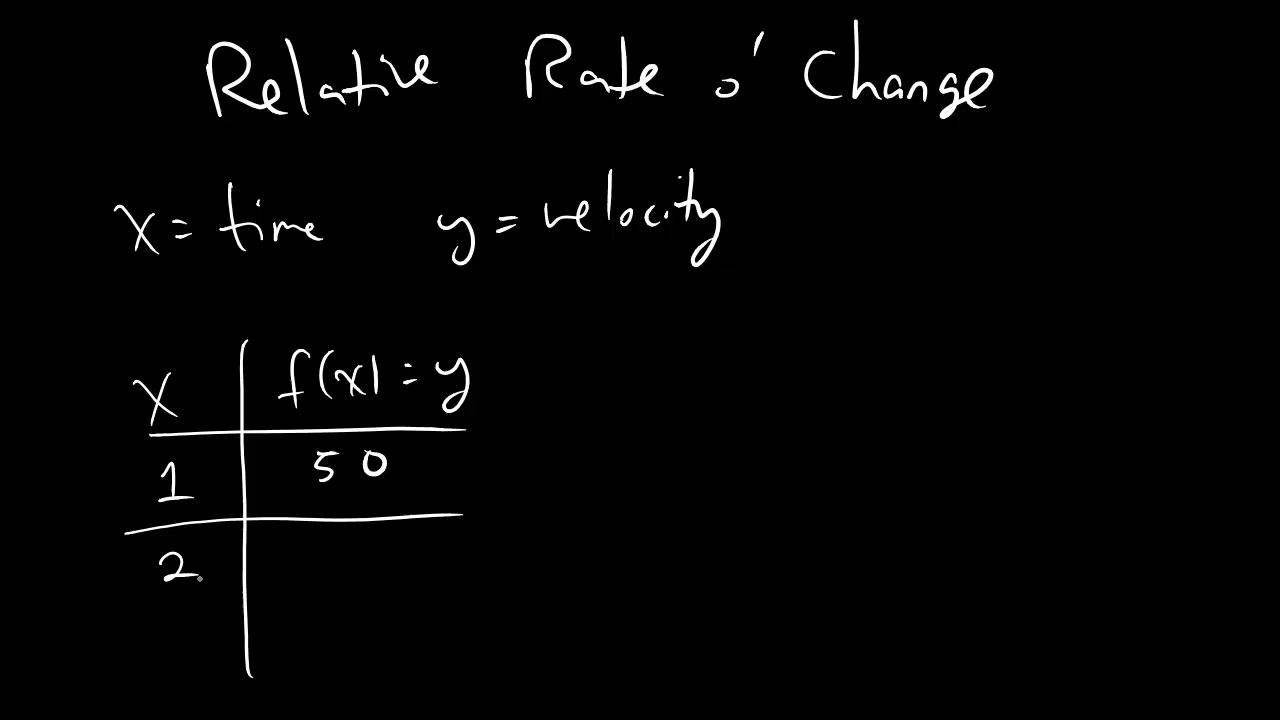 Relative Rate o' Change
x = time y = velocity
x f(x) = y
1 50
2